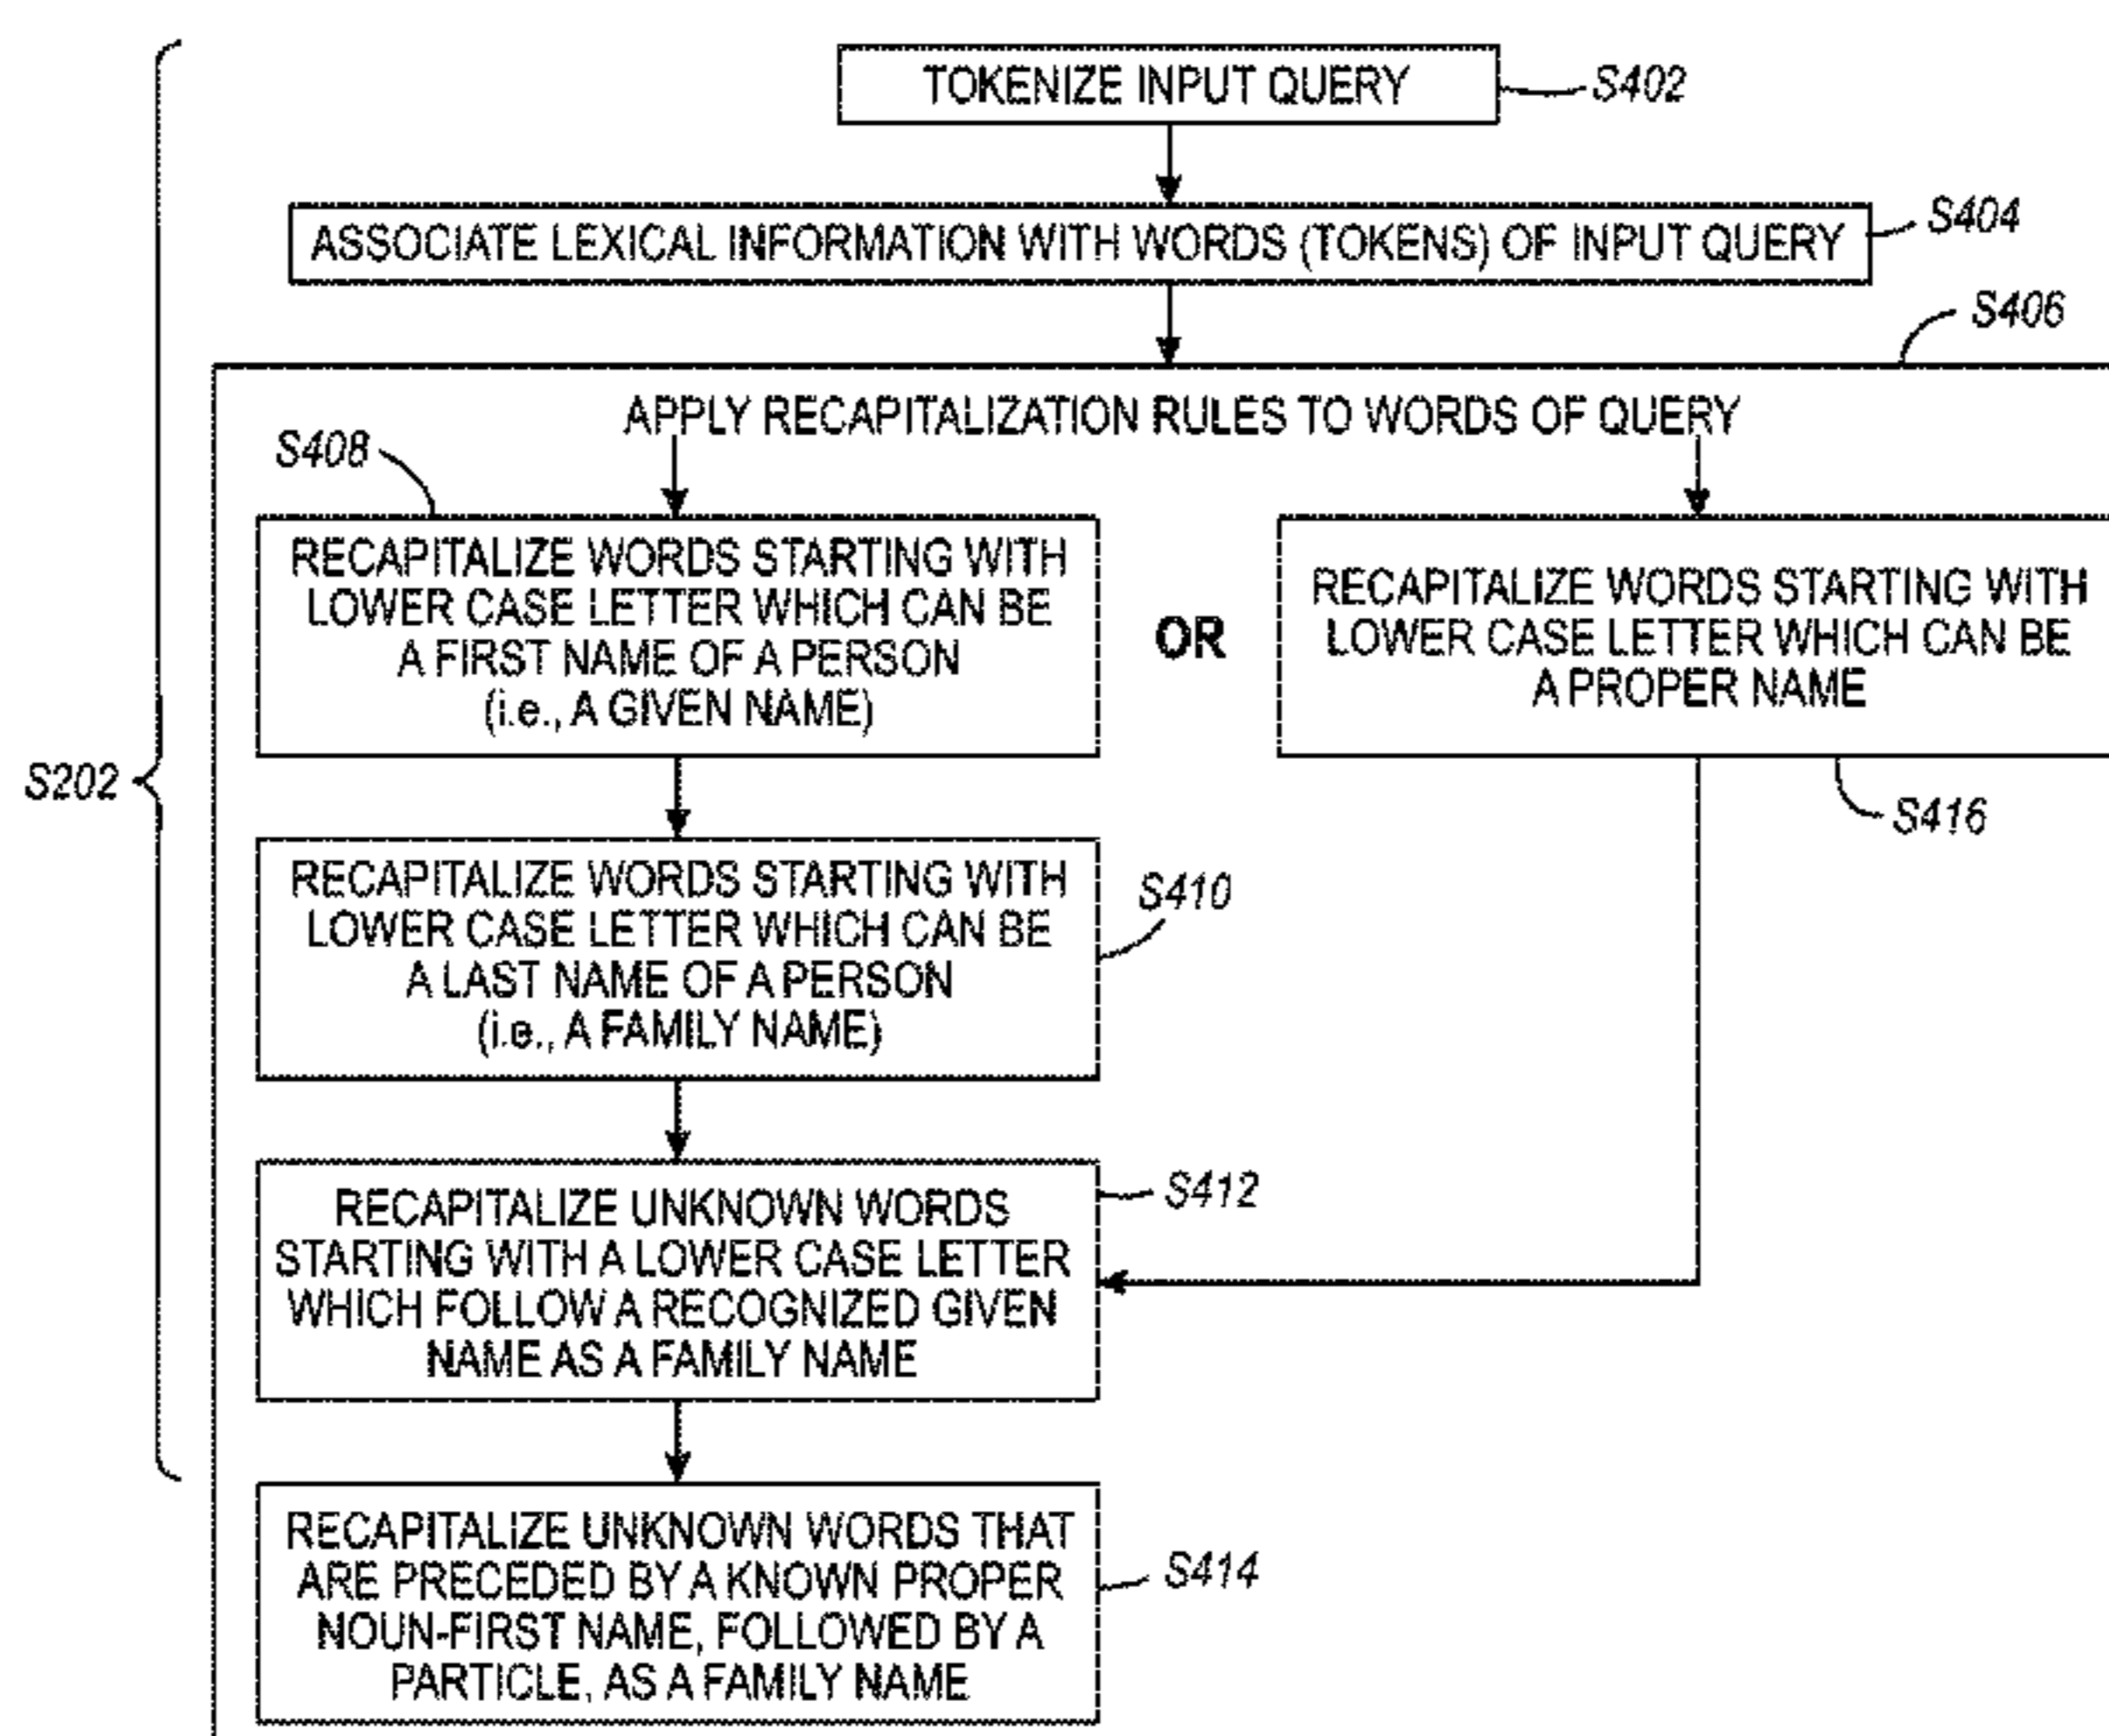 TOKENIZE INPUT QUERY
S402
ASSOCIATE LEXICAL INFORMATION WITH WORDS (TOKENS) OF INPUT QUERY
S404
S406
APPLY RECAPITALIZATION RULES TO WORDS OF QUERY
S408
RECAPITALIZE WORDS STARTING WITH
LOWER CASE LETTER WHICH CAN BE
A FIRST NAME OF A PERSON
(i.e., A GIVEN NAME)
OR
RECAPITALIZE WORDS STARTING WITH
LOWER CASE LETTER WHICH CAN BE
A PROPER NAME
S416
S202
RECAPITALIZE WORDS STARTING WITH
LOWER CASE LETTER WHICH CAN BE
A LAST NAME OF A PERSON
(i.e., A FAMILY NAME)
S410
RECAPITALIZE UNKNOWN WORDS
STARTING WITH A LOWER CASE LETTER
WHICH FOLLOW A RECOGNIZED GIVEN
NAME AS A FAMILY NAME
S412
RECAPITALIZE UNKNOWN WORDS THAT
ARE PRECEDED BY A KNOWN PROPER
NOUN-FIRST NAME, FOLLOWED BY A
PARTICLE, AS A FAMILY NAME
S414